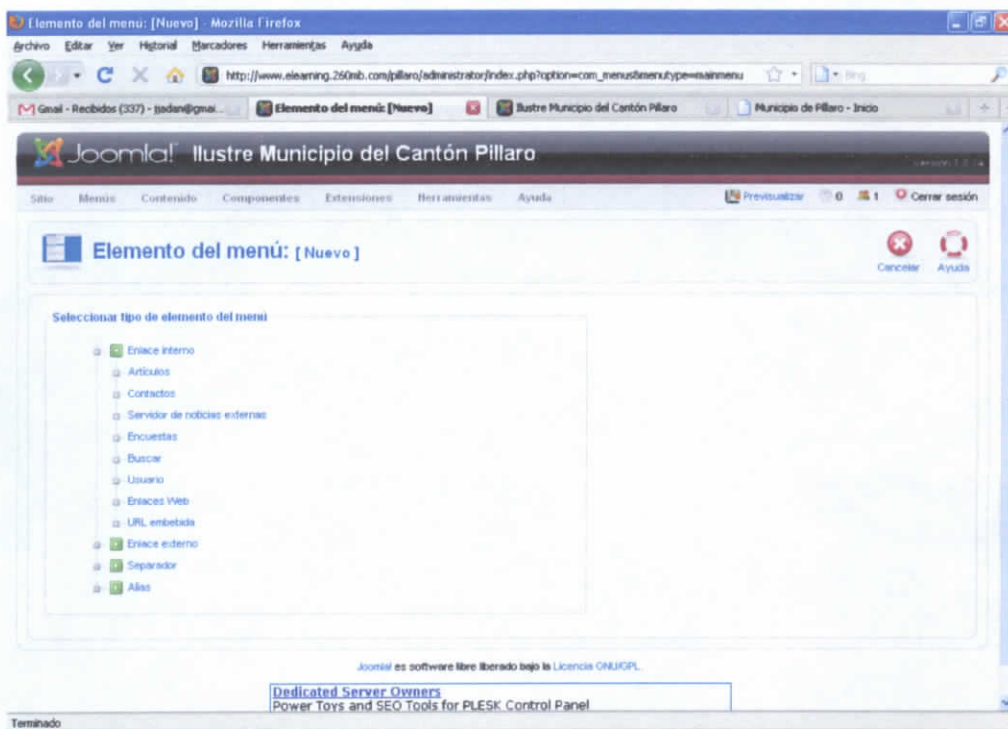 Elemento del menú: [Nuevo] - Mozilla Firefox
Archivo Editar Ver Historial Marcadores Herramientas Ayuda
http://www.elearning.260mb.com/pillaro/administrator/index.php?option=com_menus&menutype=mainmenu Bing
Gmail - Recibidos (337) - Elemento del menú: [Nuevo] Ilustre Municipio del Cantón Pillaro Municipio de Pillaro - Inicio
Joomla! Ilustre Municipio del Cantón Pillaro
Sitio Menús Contenido Componentes Extensiones Herramientas Ayuda Previsualizar 0 1 Cerrar sesión
Elemento del menú: [Nuevo]
Cancelar Ayuda
Seleccionar tipo de elemento del menú
Enlace interno
Artículos
Contactos
Servidor de noticias externas
Encuestas
Buscar
Usuario
Enlaces Web
URL embebida
Enlace externo
Separador
Alias
Joomla! es software libre liberado bajo la Licencia GNU/GPL.
Dedicated Server Owners
Power Toys and SEO Tools for PLESK Control Panel
Terminado